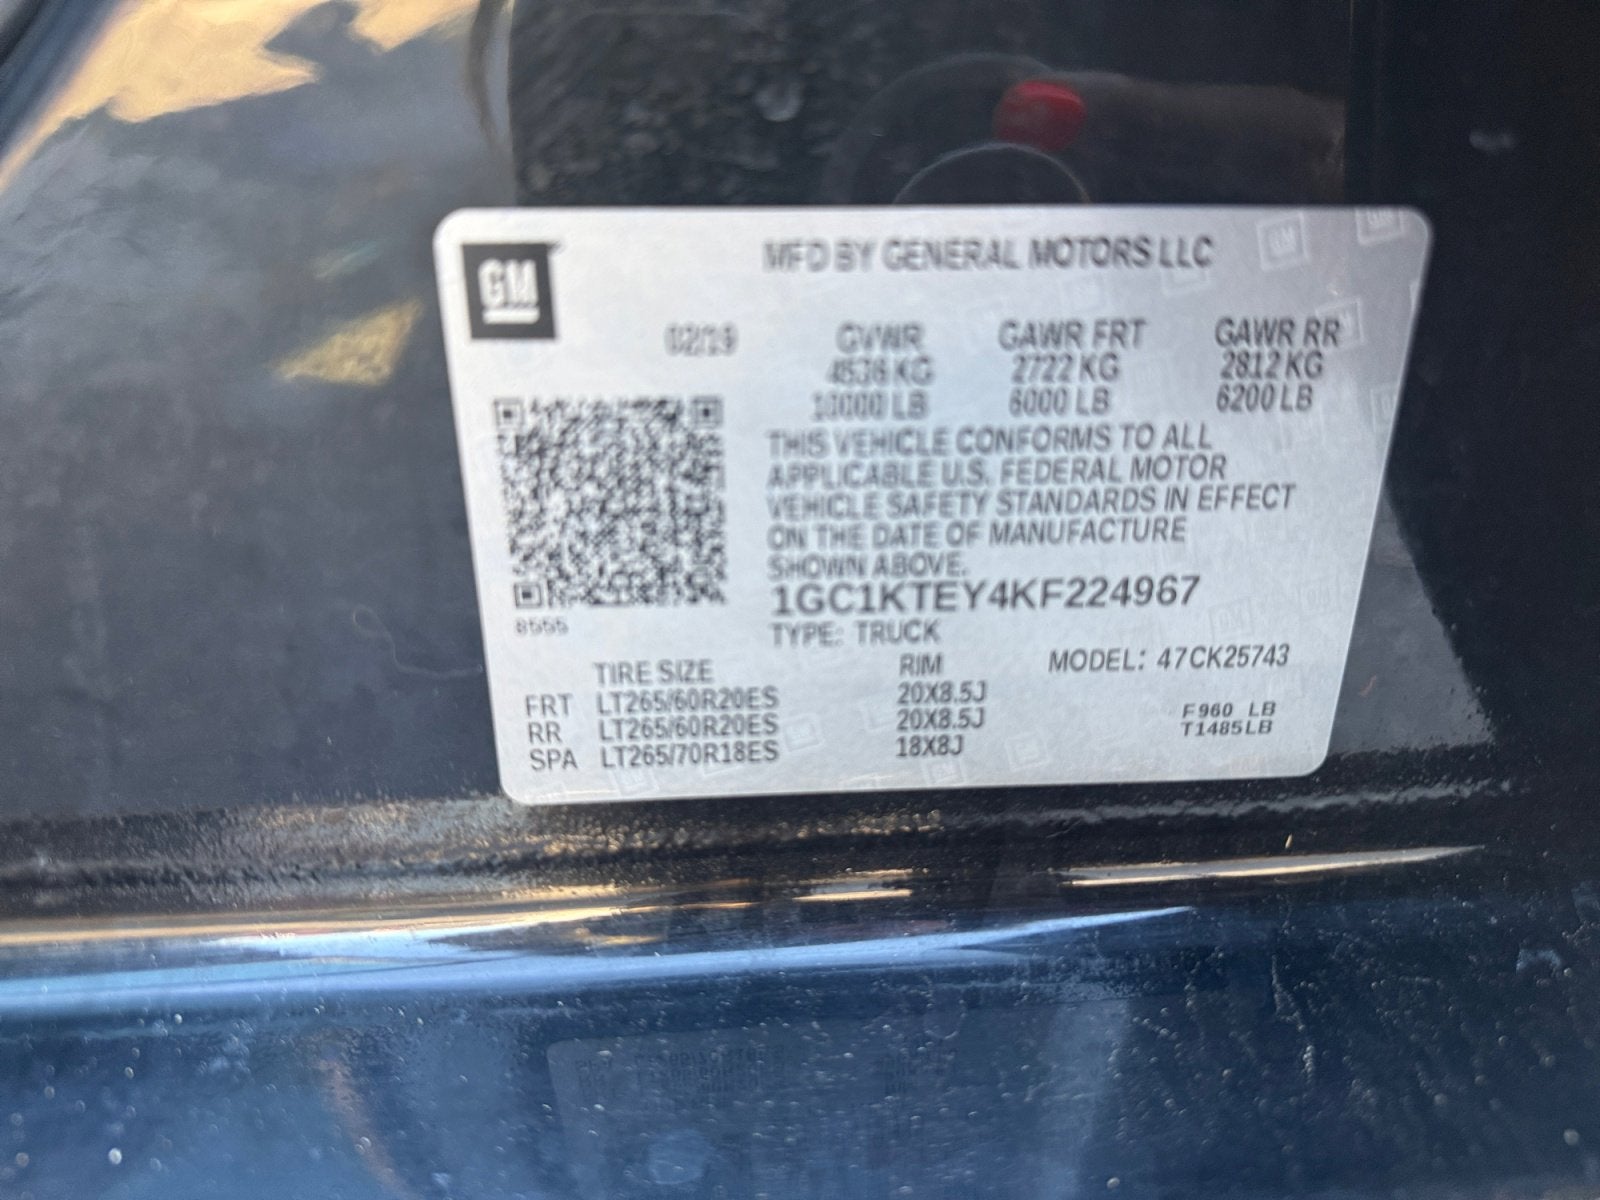 GM
MFD BY GENERAL MOTORS LLC
02/19 GVWR GAWR FRT GAWR RR
4536 KG 2722 KG 2812 KG
10000 LB 6000 LB 6200 LB
THIS VEHICLE CONFORMS TO ALL
APPLICABLE U.S. FEDERAL MOTOR
VEHICLE SAFETY STANDARDS IN EFFECT
ON THE DATE OF MANUFACTURE
SHOWN ABOVE.
1GC1KTEY4KF224967
8555
TYPE: TRUCK
TIRE SIZE RIM MODEL: 47CK25743
FRT LT265/60R20ES 20X8.5J
RR LT265/60R20ES 20X8.5J
SPA LT265/70R18ES 18X8J
F960 LB
T1485LB